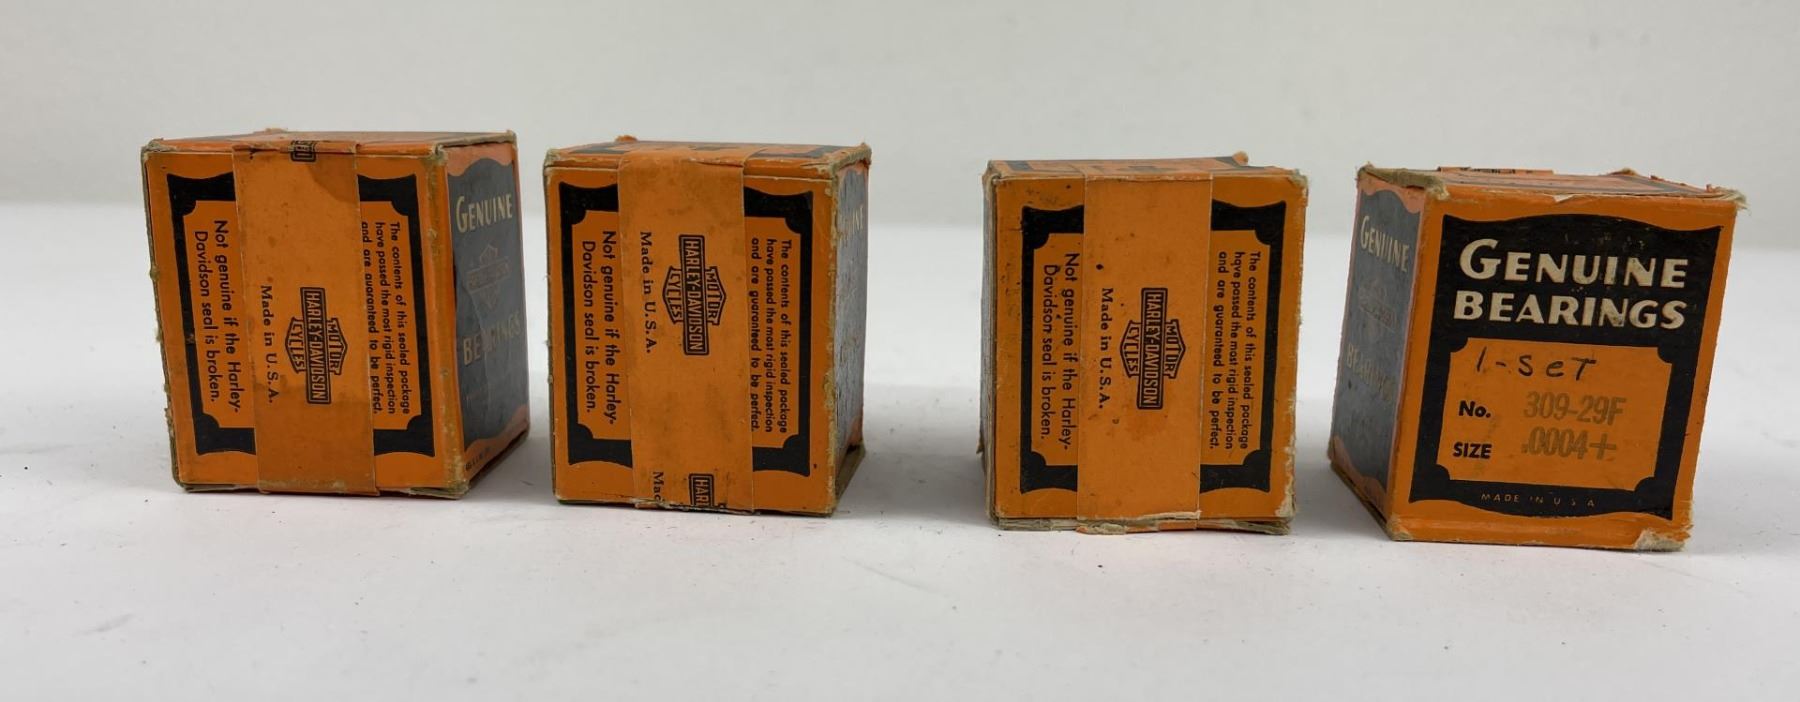 Not genuine if the Harley-
Davidson seal is broken.
Made in U.S.A.
MOTOR
HARLEY-DAVIDSON
CYCLES
The contents of this sealed package
have passed the most rigid inspection
and are guaranteed to be perfect.
GENUINE
BEARINGS
Not genuine if the Harley-
Davidson seal is broken.
Made in U.S.A.
MOTOR
HARLEY-DAVIDSON
CYCLES
Mac
HARL
The contents of this sealed package
have passed the most rigid inspection
and are guaranteed to be perfect.
Not genuine if the Harley-
Davidson seal is broken.
Made in U.S.A.
MOTOR
HARLEY-DAVIDSON
CYCLES
The contents of this sealed package
have passed the most rigid inspection
and are guaranteed to be perfect.
GENUINE
BEARINGS
GENUINE
BEARINGS
1-SET
No. 309-29F
SIZE .0004+
MADE IN U S A